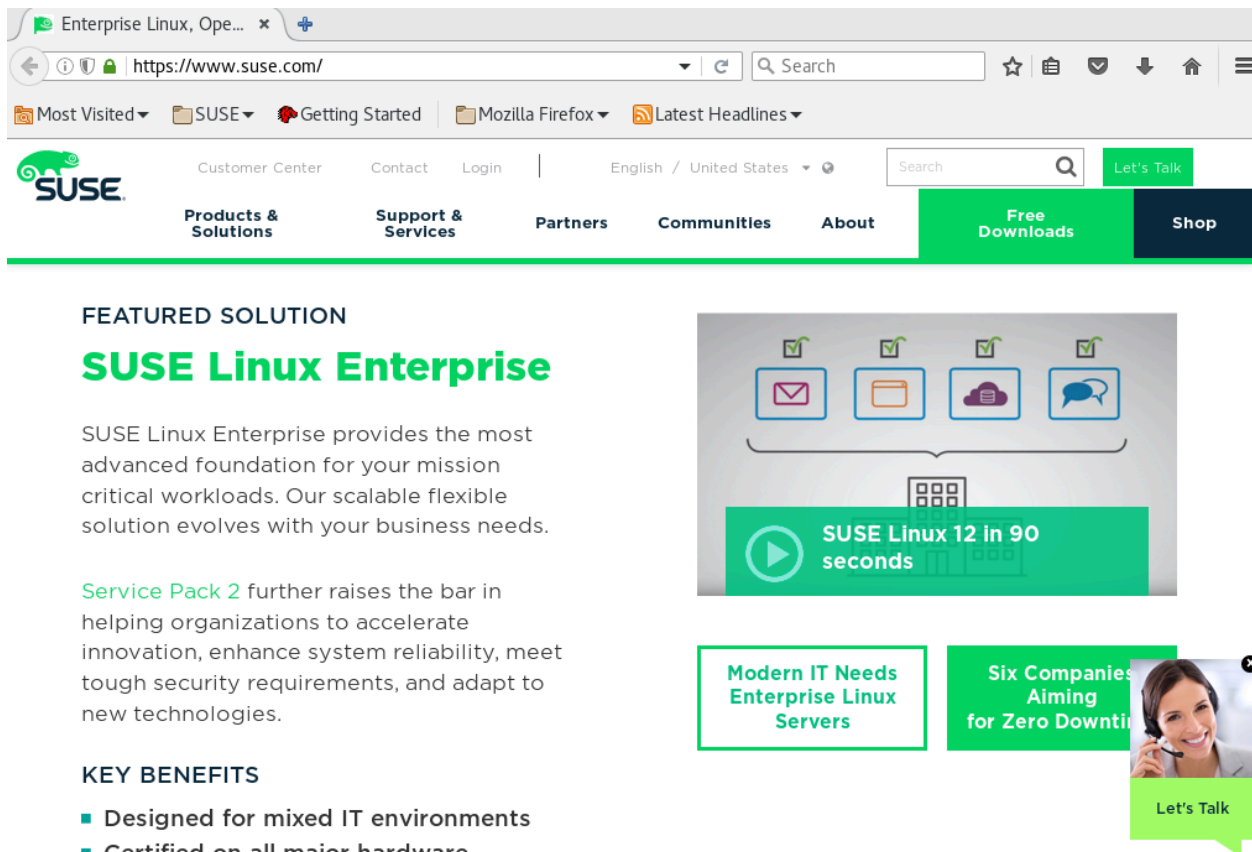 Enterprise Linux, Ope...
https://www.suse.com/
Search
Most Visited
SUSE
Getting Started
Mozilla Firefox
Latest Headlines
SUSE.
Customer Center
Contact
Login
English / United States
Search
Let's Talk
Products &
Solutions
Support &
Services
Partners
Communities
About
Free
Downloads
Shop
FEATURED SOLUTION
SUSE Linux Enterprise
SUSE Linux Enterprise provides the most
advanced foundation for your mission
critical workloads. Our scalable flexible
solution evolves with your business needs.
Service Pack 2 further raises the bar in
helping organizations to accelerate
innovation, enhance system reliability, meet
tough security requirements, and adapt to
new technologies.
KEY BENEFITS
Designed for mixed IT environments
Certified on all major hardware
SUSE Linux 12 in 90
seconds
Modern IT Needs
Enterprise Linux
Servers
Six Companies
Aiming
for Zero Downti
Let's Talk